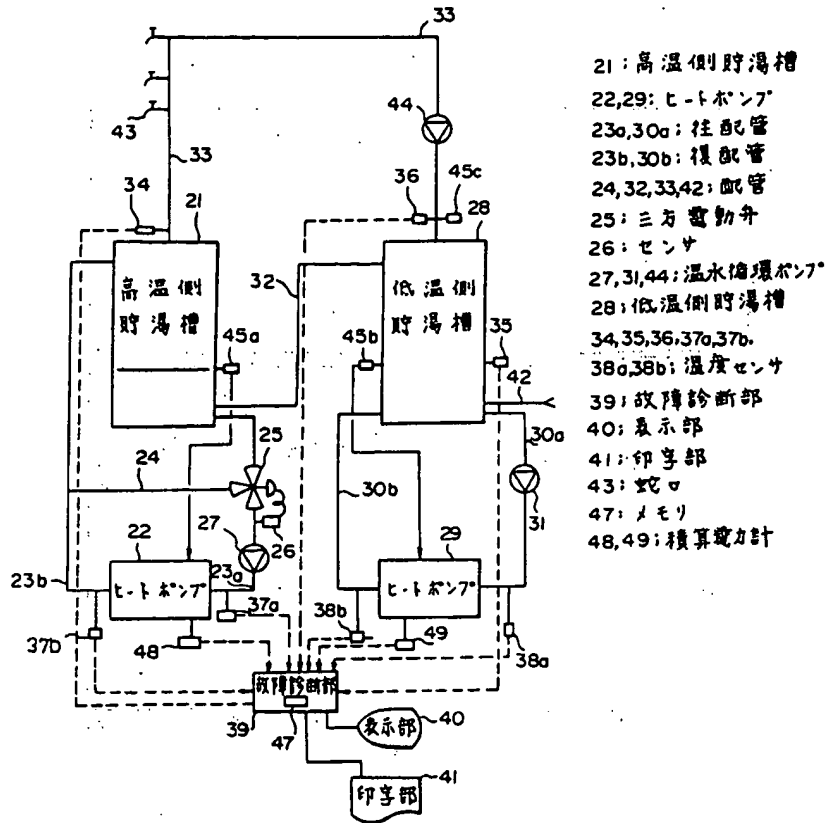 33
44
43
33
36
45c
34
21
28
高温側
貯湯槽
32
低温側
貯湯槽
45a
45b
35
42
25
30a
24
30b
27
31
22
26
29
23b
ヒートポンプ
23a
37a
ヒートポンプ
38b
37b
48
49
38a
故障診断部
39
47
表示部
40
印字部
41
21:高温側貯湯槽
22,29:ヒートポンプ
23a,30a:往配管
23b,30b:復配管
24,32,33,42:配管
25:三方電動弁
26:センサ
27,31,44:温水循環ポンプ
28:低温側貯湯槽
34,35,36,37a,37b,
38a,38b:温度センサ
39:故障診断部
40:表示部
41:印字部
43:蛇口
47:メモリ
48,49:積算電力計